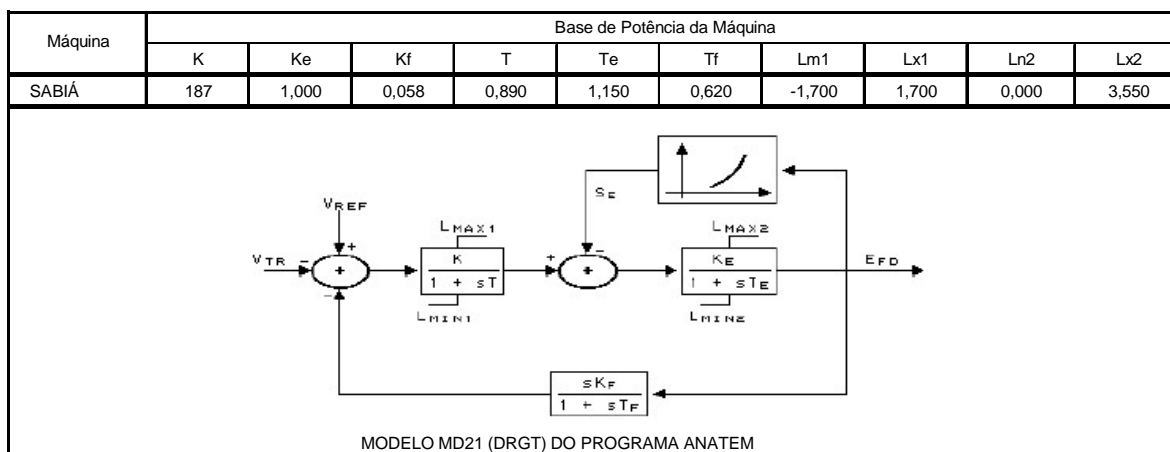 Máquina
Base de Potência da Máquina
K Ke Kf T Te Tf Lm1 Lx1 Ln2 Lx2
SABIÁ 187 1,000 0,058 0,890 1,150 0,620 -1,700 1,700 0,000 3,550
SE
VREF
LMAX1
LMAX2
VTR
-
+
+
-
K
1 + sT
+
-
+
KE
1 + sTE
EFD
LMIN1
LMIN2
sKF
1 + sTF
MODELO MD21 (DRGT) DO PROGRAMA ANATEM